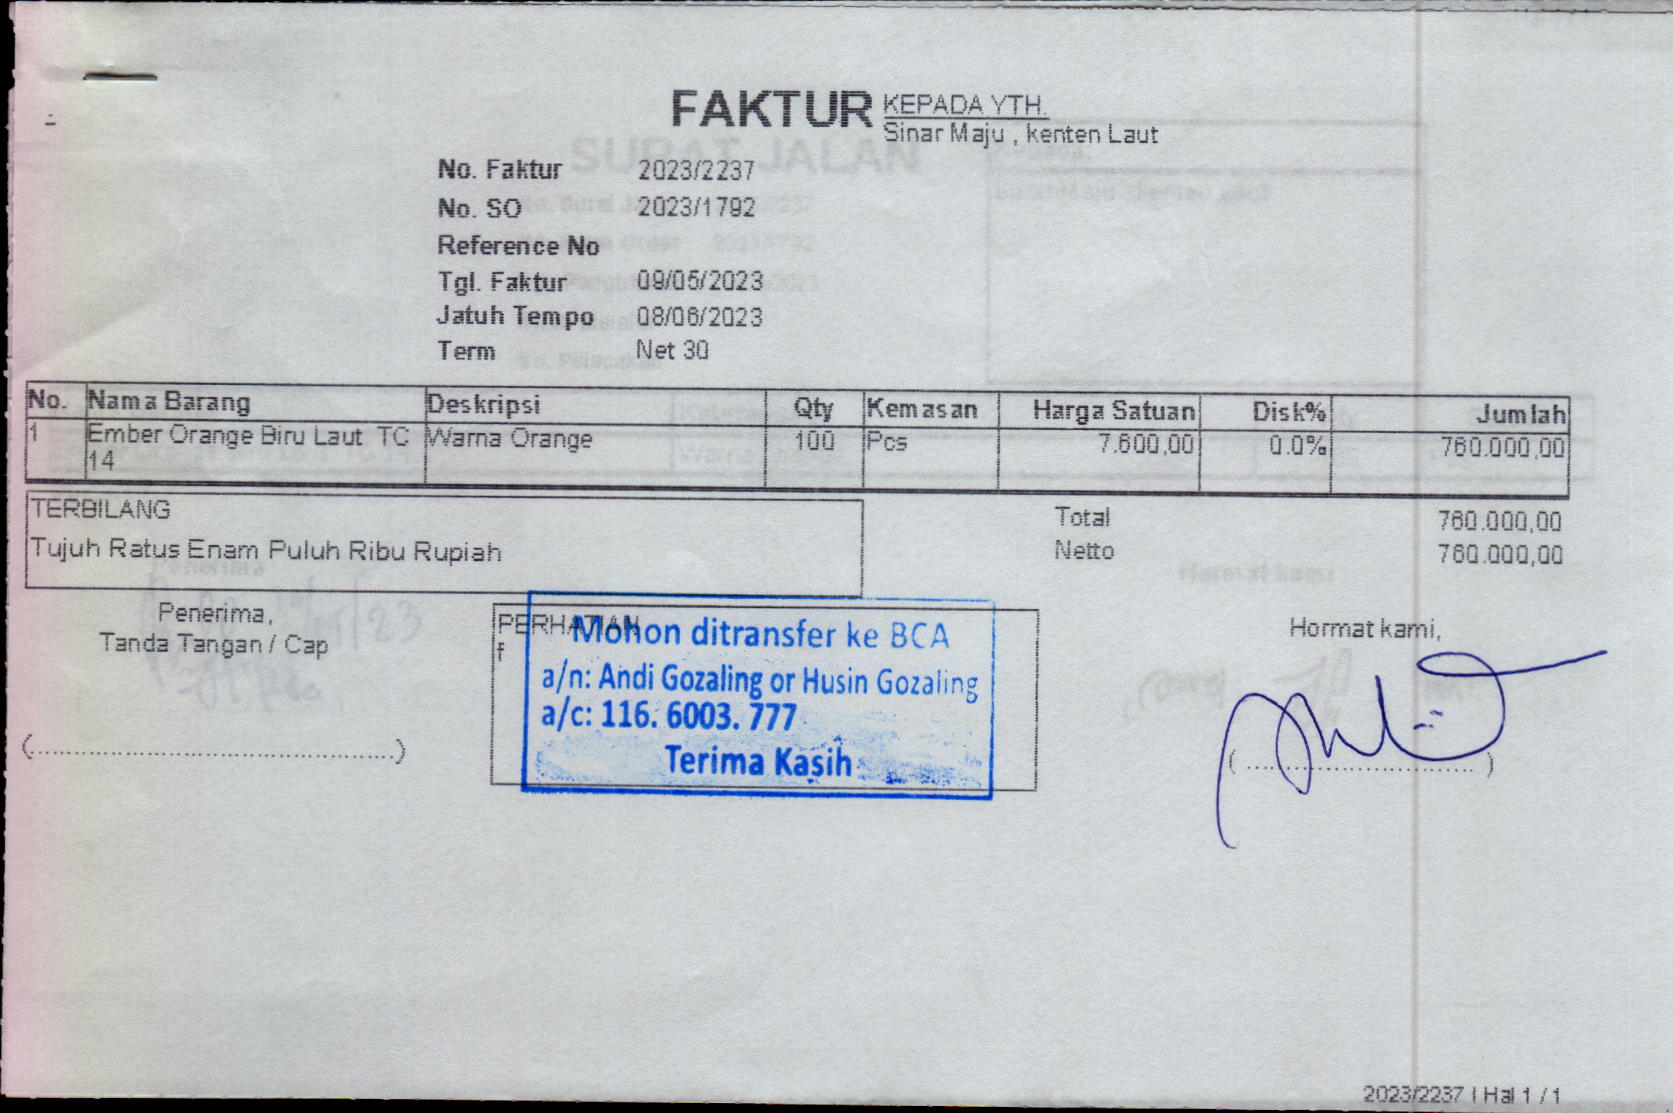 FAKTUR
KEPADA YTH.
Sinar Maju , kenten Laut
SURAT JALAN
No. Faktur 2023/2237
No. SO 2023/1792
Reference No
Tgl. Faktur 09/05/2023
Jatuh Tempo 08/06/2023
Term Net 30
No. Nama Barang Deskripsi Qty Kemasan Harga Satuan Disk% Jumlah
1 Ember Orange Biru Laut TC Warna Orange 100 Pcs 7.600,00 0.0% 760.000,00
14
TERBILANG
Tujuh Ratus Enam Puluh Ribu Rupiah
Total 760.000,00
Netto 760.000,00
Penerima,
Tanda Tangan / Cap
(........................................)
PERHATIAN
f
Mohon ditransfer ke BCA
a/n: Andi Gozaling or Husin Gozaling
a/c: 116. 6003. 777
Terima Kasih
Hormat kami,
(........................................)
2023/2237 | Hal 1 / 1